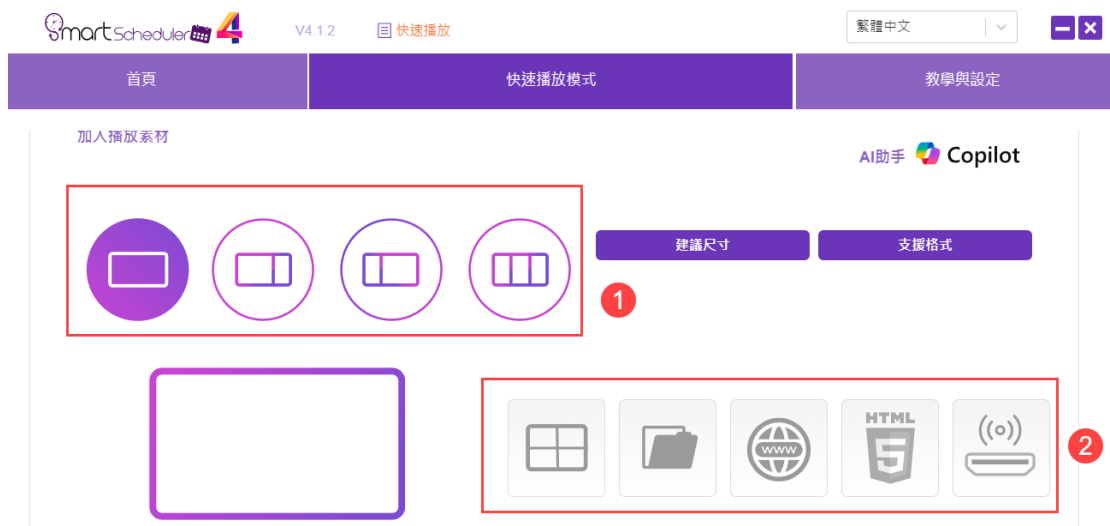 Smart Scheduler 4
V4.1.2
快速播放
繁體中文
首頁
快速播放模式
教學與設定
加入播放素材
AI助手 Copilot
建議尺寸
支援格式
1
WWW
HTML
5
((o))
2